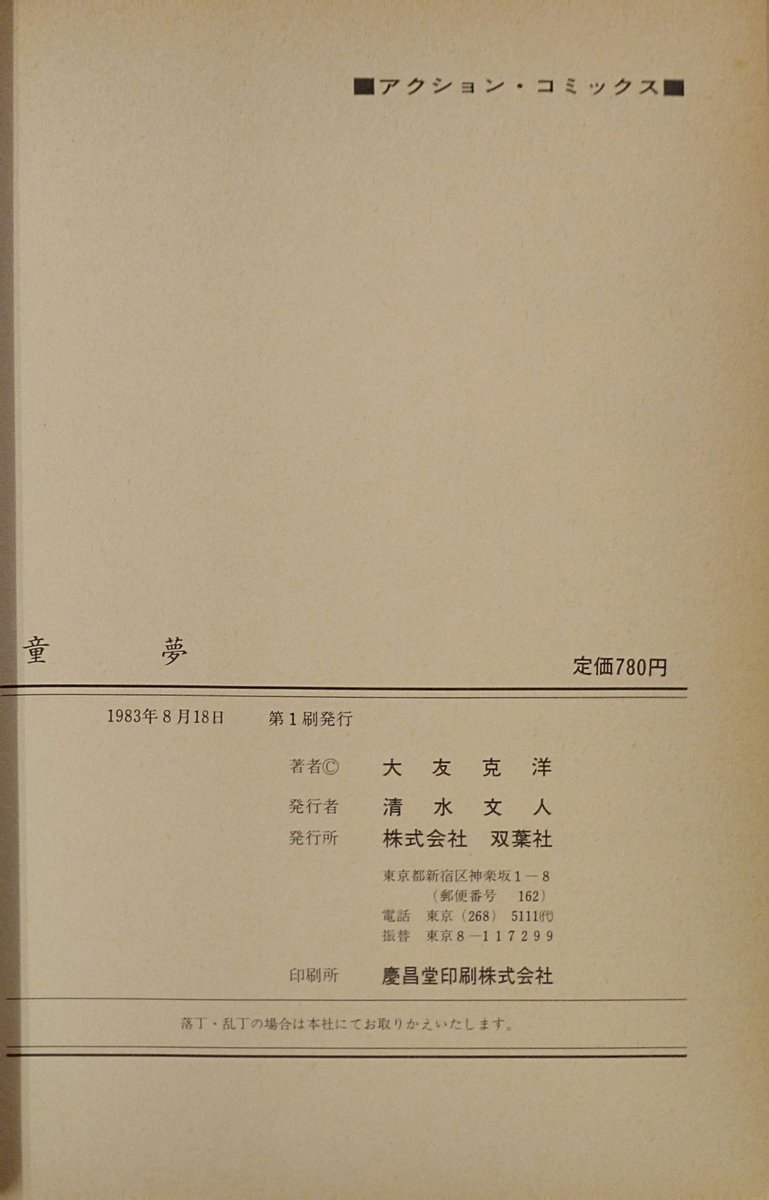 ■アクション・コミックス■
童 夢
定価780円
1983年8月18日 第1刷発行
著者© 大友克洋
発行者 清水文人
発行所 株式会社 双葉社
東京都新宿区神楽坂1-8
(郵便番号 162)
電話 東京(268) 5111㈹
振替 東京8-117299
印刷所 慶昌堂印刷株式会社
落丁・乱丁の場合は本社にてお取りかえいたします。